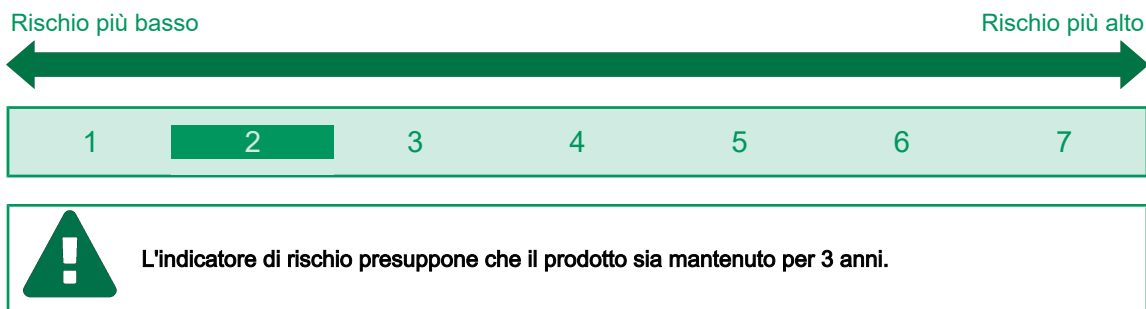 Rischio più basso Rischio più alto
1 2 3 4 5 6 7
L'indicatore di rischio presuppone che il prodotto sia mantenuto per 3 anni.